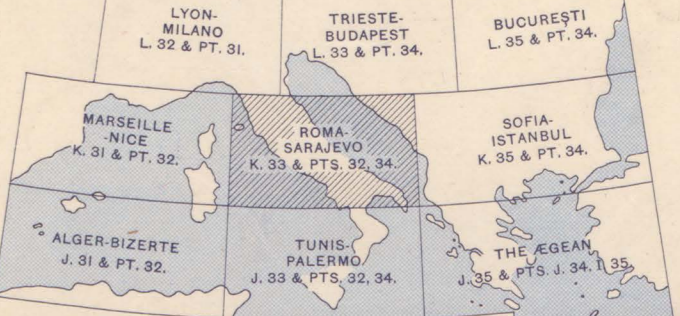 LYON-
MILANO
L. 32 & PT. 31.
TRIESTE-
BUDAPEST
L. 33 & PT. 34.
BUCUREȘTI
L. 35 & PT. 34.
MARSEILLE
-NICE
K. 31 & PT. 32.
ROMA-
SARAJEVO
K. 33 & PTS. 32, 34.
SOFIA-
ISTANBUL
K. 35 & PT. 34.
ALGER-BIZERTE
J. 31 & PT. 32.
TUNIS-
PALERMO
J. 33 & PTS. 32, 34.
THE ÆGEAN
J. 35 & PTS. J. 34, I. 35.